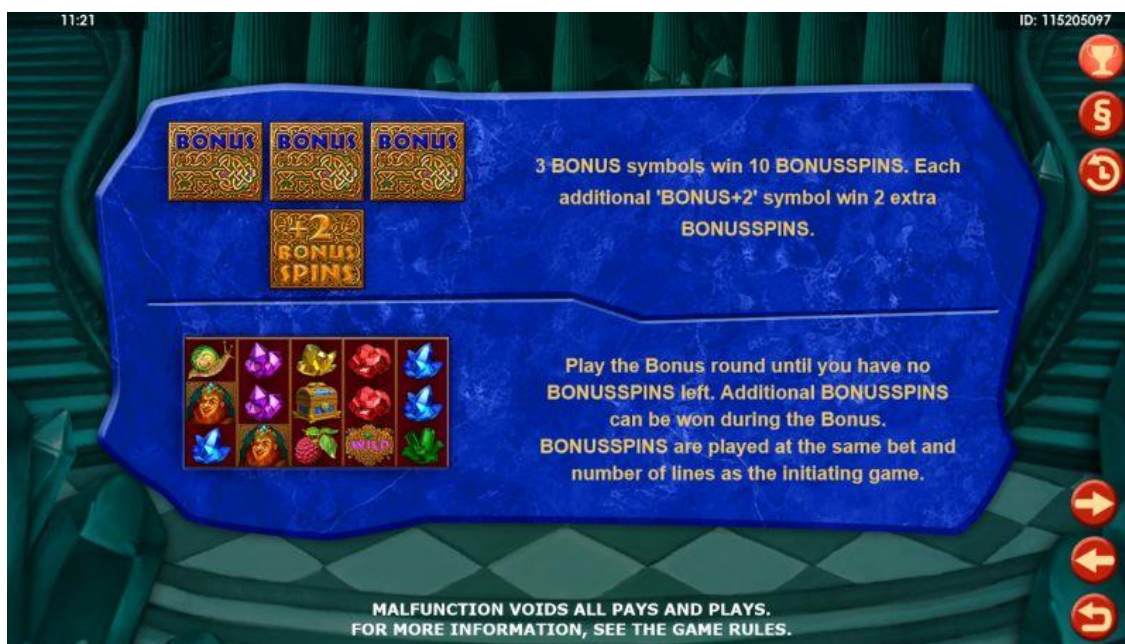 11:21
ID: 115205097
BONUS BONUS BONUS
3 BONUS symbols win 10 BONUSSPINS. Each
additional 'BONUS+2' symbol win 2 extra
BONUSSPINS.
+2
BONUS
SPINS
Play the Bonus round until you have no
BONUSSPINS left. Additional BONUSSPINS
can be won during the Bonus.
BONUSSPINS are played at the same bet and
number of lines as the initiating game.
WILD
§
MALFUNCTION VOIDS ALL PAYS AND PLAYS.
FOR MORE INFORMATION, SEE THE GAME RULES.